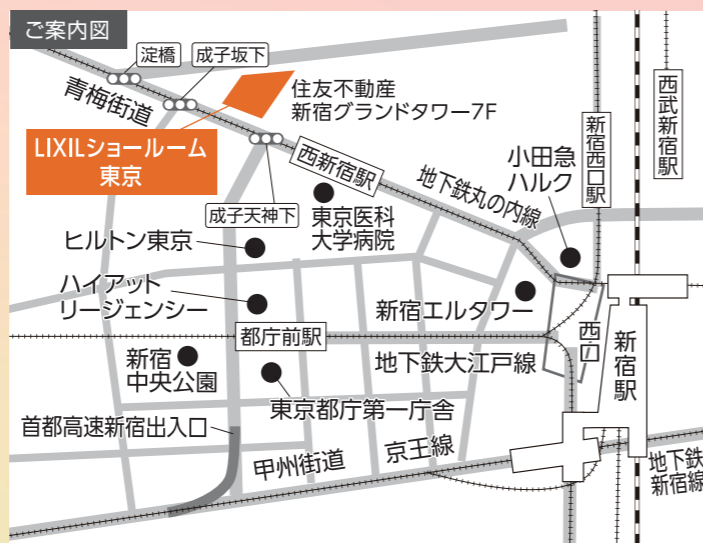 ご案内図
淀橋
成子坂下
青梅街道
住友不動産
新宿グランドタワー7F
LIXILショールーム
東京
西新宿駅
成子天神下
東京医科
大学病院
地下鉄丸の内線
小田急
ハルク
新宿西口駅
西武新宿駅
ヒルトン東京
ハイアット
リージェンシー
新宿エルタワー
都庁前駅
地下鉄大江戸線
西口
新宿駅
新宿
中央公園
東京都庁第一庁舎
首都高速新宿出入口
甲州街道
京王線
地下鉄
新宿線